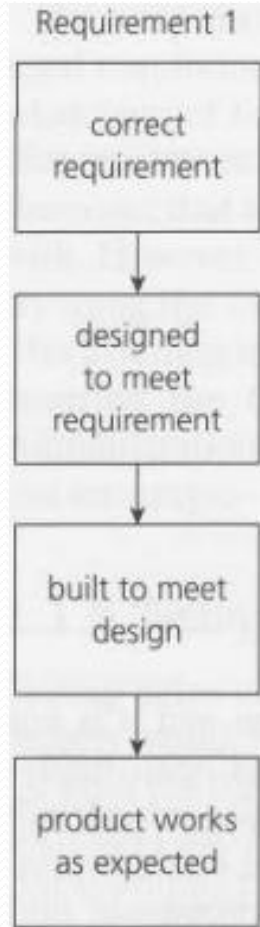 Requirement 1
correct
requirement
designed
to meet
requirement
built to meet
design
product works
as expected